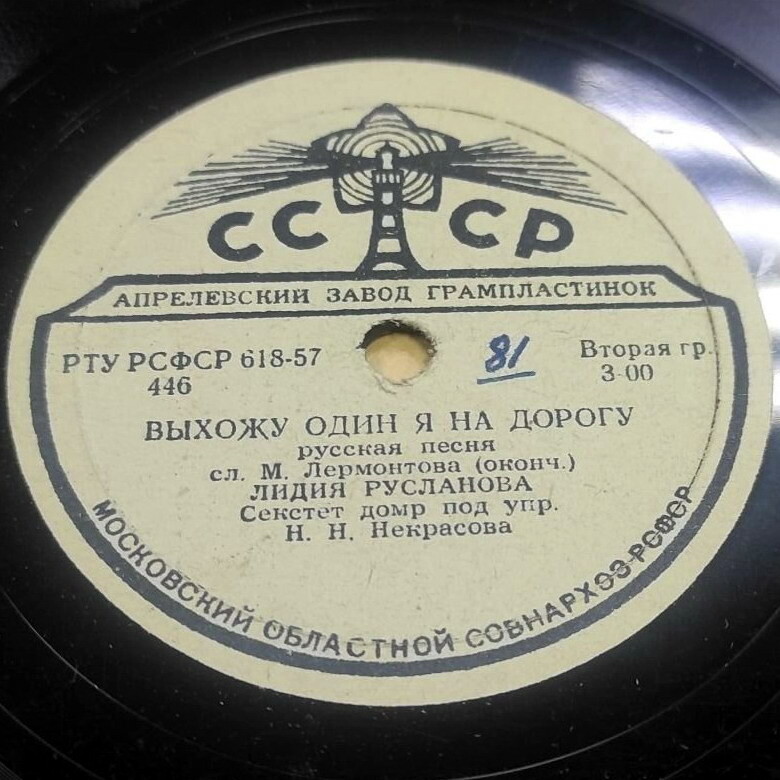 СССР
АПРЕЛЕВСКИЙ ЗАВОД ГРАМПЛАСТИНОК
РТУ РСФСР 618-57
446
81
Вторая гр.
3-00
ВЫХОЖУ ОДИН Я НА ДОРОГУ
русская песня
сл. М. Лермонтова (оконч.)
ЛИДИЯ РУСЛАНОВА
Секстет домр под упр.
Н. Н. Некрасова
МОСКОВСКИЙ ОБЛАСТНОЙ СОВНАРХОЗ РСФСР